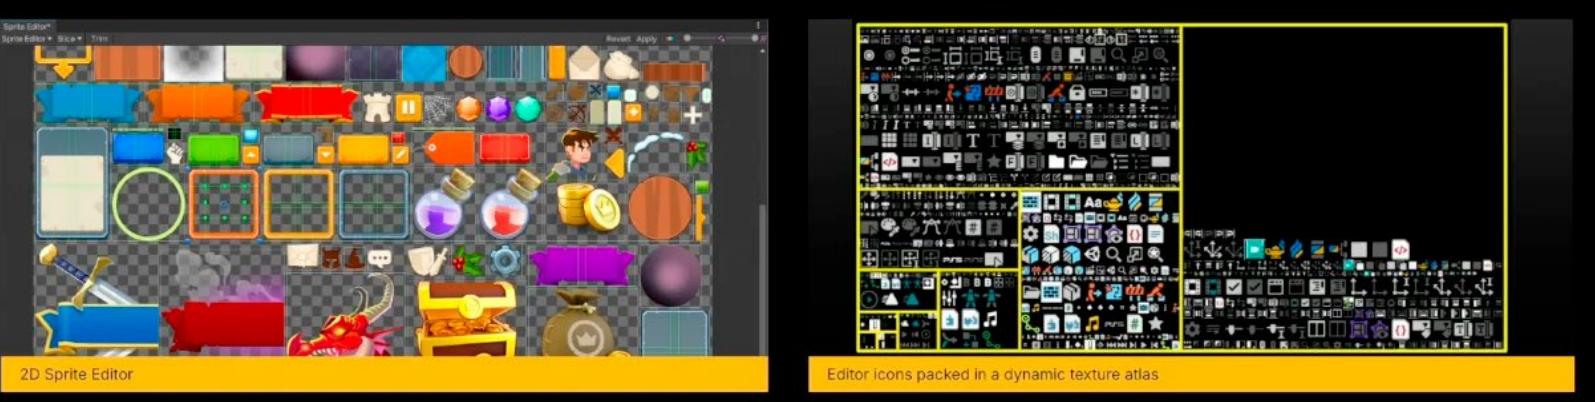 Sprite Editor*
Sprite Editor Slice Trim
Revert Apply
2D Sprite Editor
Editor icons packed in a dynamic texture atlas